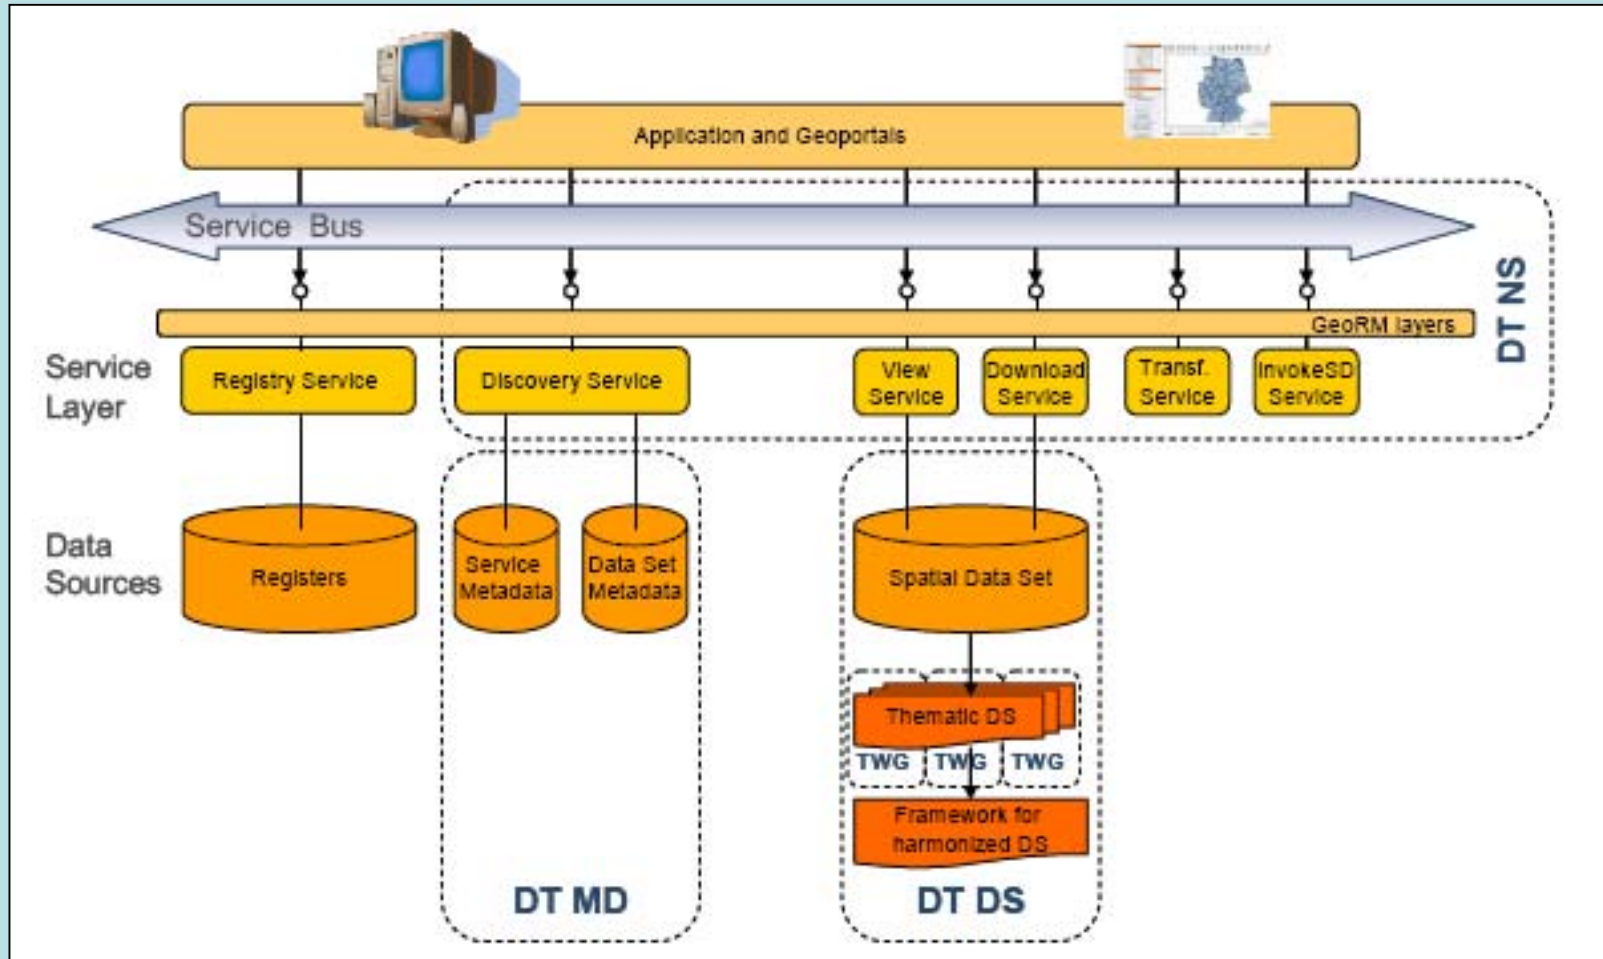 Application and Geoportals
Service Bus
DT NS
GeoRM layers
Service
Layer
Registry Service
Discovery Service
View
Service
Download
Service
Transf.
Service
InvokeSD
Service
Data
Sources
Registers
Service
Metadata
Data Set
Metadata
Spatial Data Set
Thematic DS
TWG
TWG
TWG
Framework for
harmonized DS
DT MD
DT DS